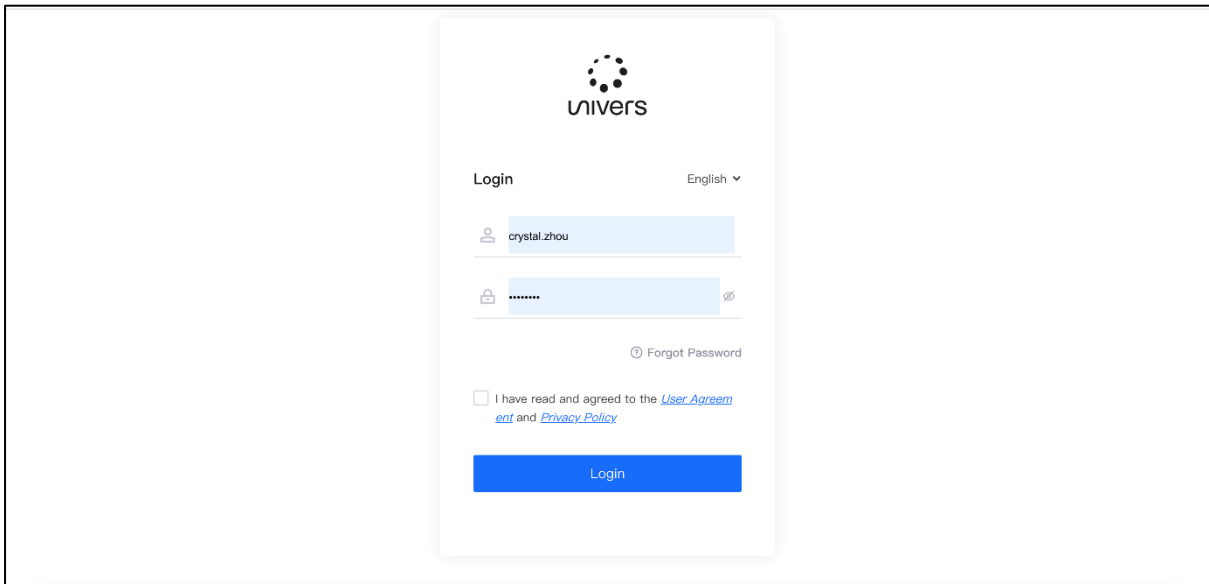 univers
Login
English
crystal.zhou
••••••••
Forgot Password
I have read and agreed to the User Agreem
ent and Privacy Policy
Login